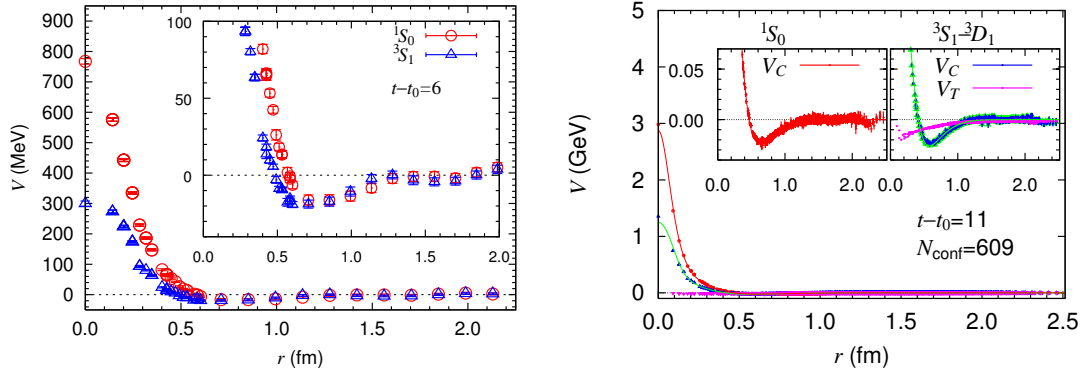 900
800
700
600
500
400
300
200
100
0
V (MeV)
0.0 0.5 1.0 1.5 2.0
r (fm)
100
50
0
0.0 0.5 1.0 1.5 2.0
¹S₀
³S₁
t−t₀=6
5
4
3
2
1
0
V (GeV)
0.0 0.5 1.0 1.5 2.0 2.5
r (fm)
¹S₀
³S₁-³D₁
0.05
0.00
V_C
V_C
V_T
0.0 1.0 2.0
0.0 1.0 2.0
t−t₀=11
N_conf=609